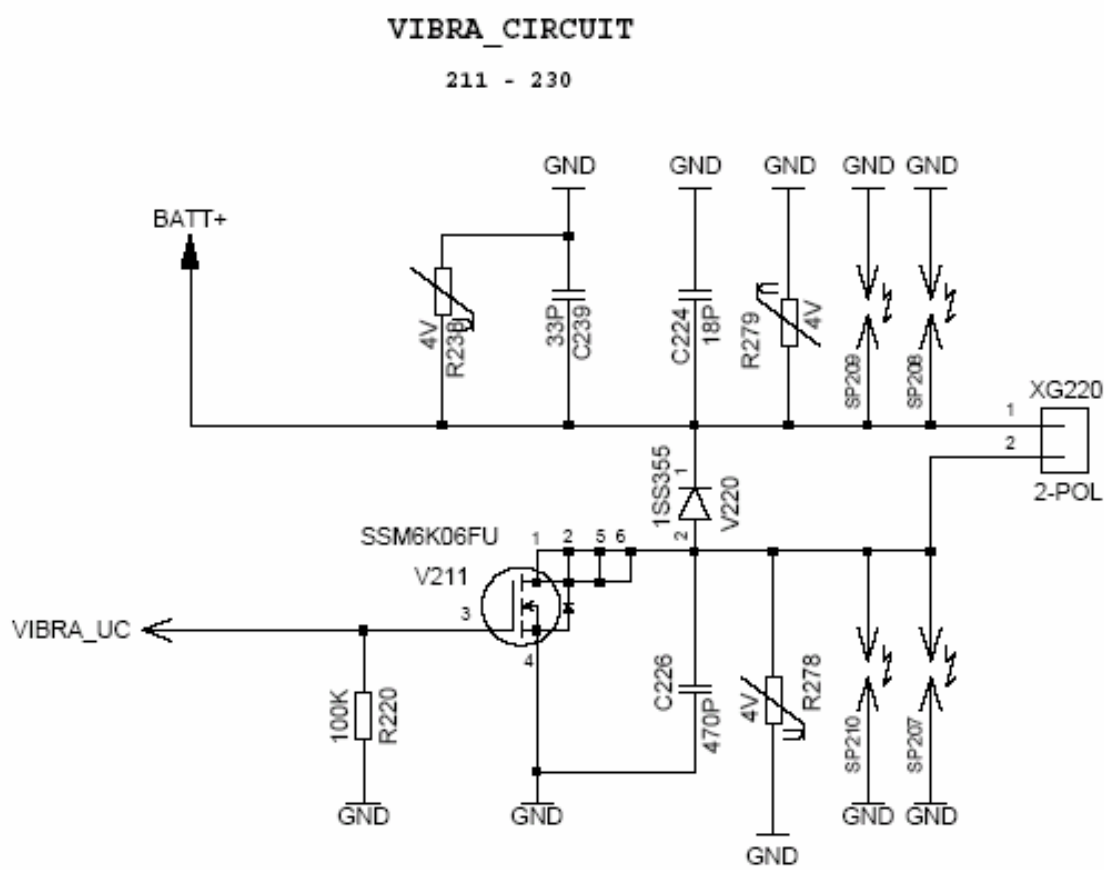 VIBRA_CIRCUIT
211 - 230
GND
GND
GND
GND
GND
BATT+
4V
R238
33P
C239
C224
18P
R279
4V
SP209
SP208
XG220
1
2
2-POL
1SS355
1
V220
2
SSM6K06FU
1
2
5
6
V211
3
4
VIBRA_UC
100K
R220
C226
470P
4V
R278
SP210
SP207
GND
GND
GND
GND
GND